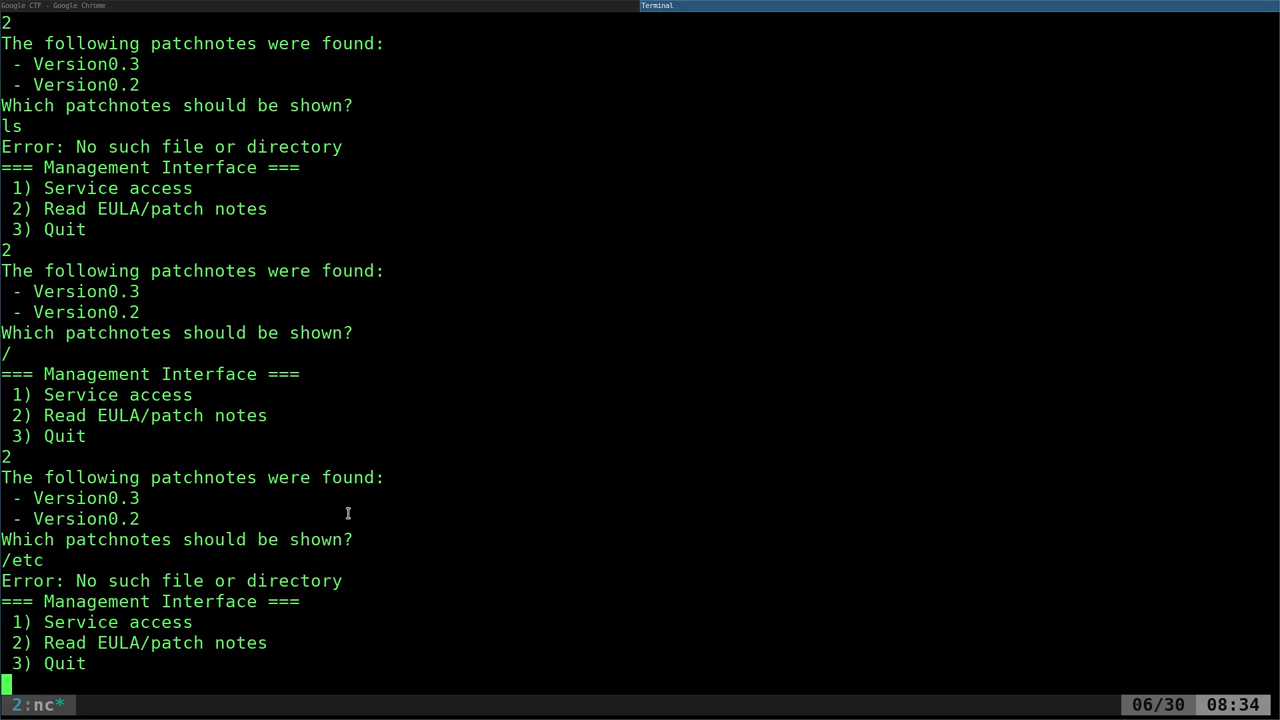 Google CTF - Google Chrome
Terminal
2
The following patchnotes were found:
 - Version0.3
 - Version0.2
Which patchnotes should be shown?
ls
Error: No such file or directory
=== Management Interface ===
 1) Service access
 2) Read EULA/patch notes
 3) Quit
2
The following patchnotes were found:
 - Version0.3
 - Version0.2
Which patchnotes should be shown?
/
=== Management Interface ===
 1) Service access
 2) Read EULA/patch notes
 3) Quit
2
The following patchnotes were found:
 - Version0.3
 - Version0.2
Which patchnotes should be shown?
/etc
Error: No such file or directory
=== Management Interface ===
 1) Service access
 2) Read EULA/patch notes
 3) Quit
2:nc* 06/30 08:34